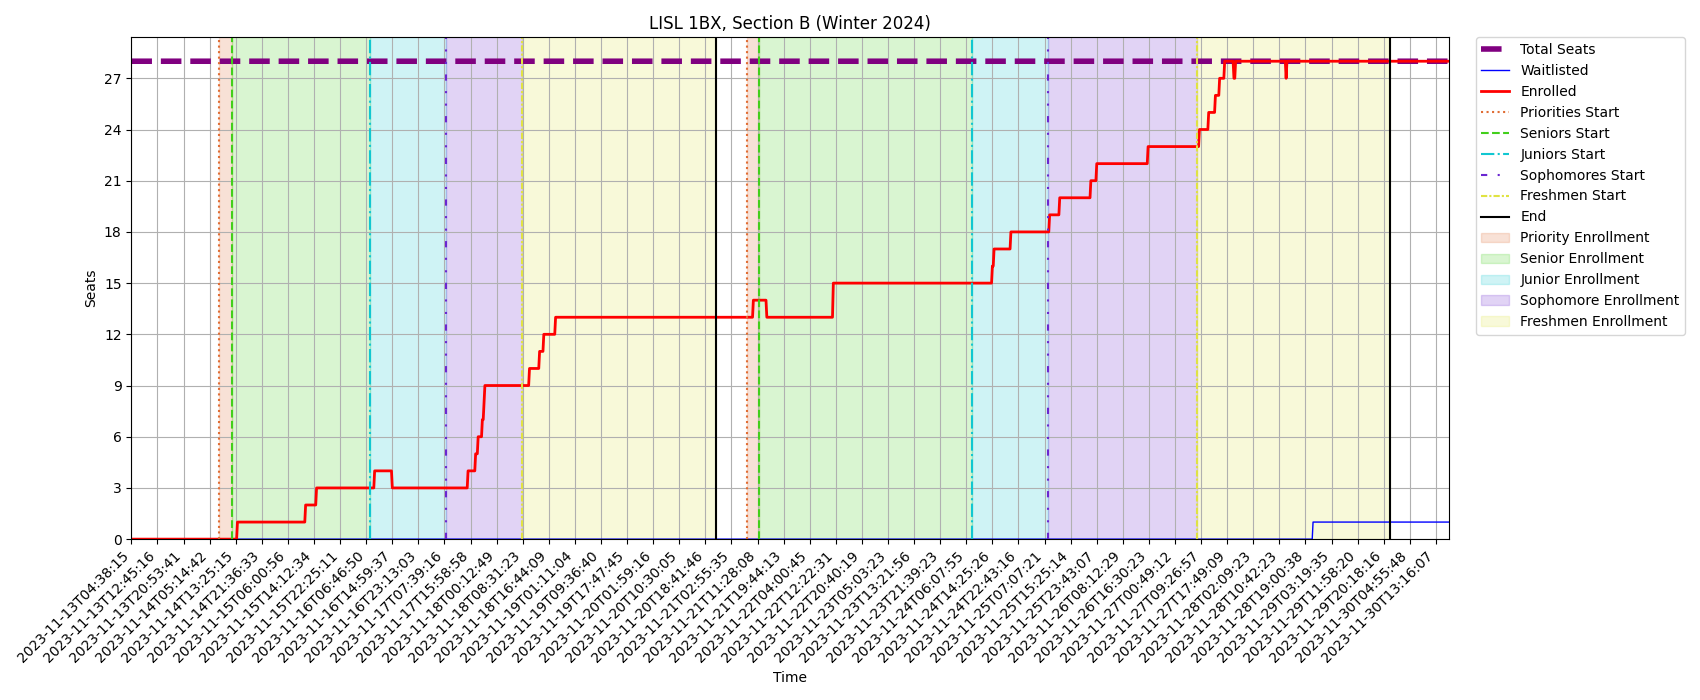 LISL 1BX, Section B (Winter 2024)
Seats
27
24
21
18
15
12
9
6
3
0
2023-11-13T04:38:15
2023-11-13T12:45:16
2023-11-13T20:53:41
2023-11-14T05:14:42
2023-11-14T13:25:15
2023-11-14T21:36:33
2023-11-15T06:00:56
2023-11-15T14:12:34
2023-11-15T22:25:11
2023-11-16T06:46:50
2023-11-16T14:59:37
2023-11-16T23:13:03
2023-11-17T07:39:16
2023-11-17T15:58:58
2023-11-18T00:12:49
2023-11-18T08:31:23
2023-11-18T16:44:09
2023-11-19T01:11:04
2023-11-19T09:36:40
2023-11-19T17:47:45
2023-11-20T01:59:16
2023-11-20T10:30:05
2023-11-20T18:41:46
2023-11-21T02:55:35
2023-11-21T11:28:08
2023-11-21T19:44:13
2023-11-22T04:00:45
2023-11-22T12:22:31
2023-11-22T20:40:19
2023-11-23T05:03:23
2023-11-23T13:21:56
2023-11-23T21:39:23
2023-11-24T06:07:55
2023-11-24T14:25:26
2023-11-24T22:43:16
2023-11-25T07:07:21
2023-11-25T15:25:14
2023-11-25T23:43:07
2023-11-26T08:12:29
2023-11-26T16:30:23
2023-11-27T00:49:12
2023-11-27T09:26:57
2023-11-27T17:49:09
2023-11-28T02:09:23
2023-11-28T10:42:23
2023-11-28T19:00:38
2023-11-29T03:19:35
2023-11-29T11:58:20
2023-11-29T20:18:16
2023-11-30T04:55:48
2023-11-30T13:16:07
Time
Total Seats
Waitlisted
Enrolled
Priorities Start
Seniors Start
Juniors Start
Sophomores Start
Freshmen Start
End
Priority Enrollment
Senior Enrollment
Junior Enrollment
Sophomore Enrollment
Freshmen Enrollment